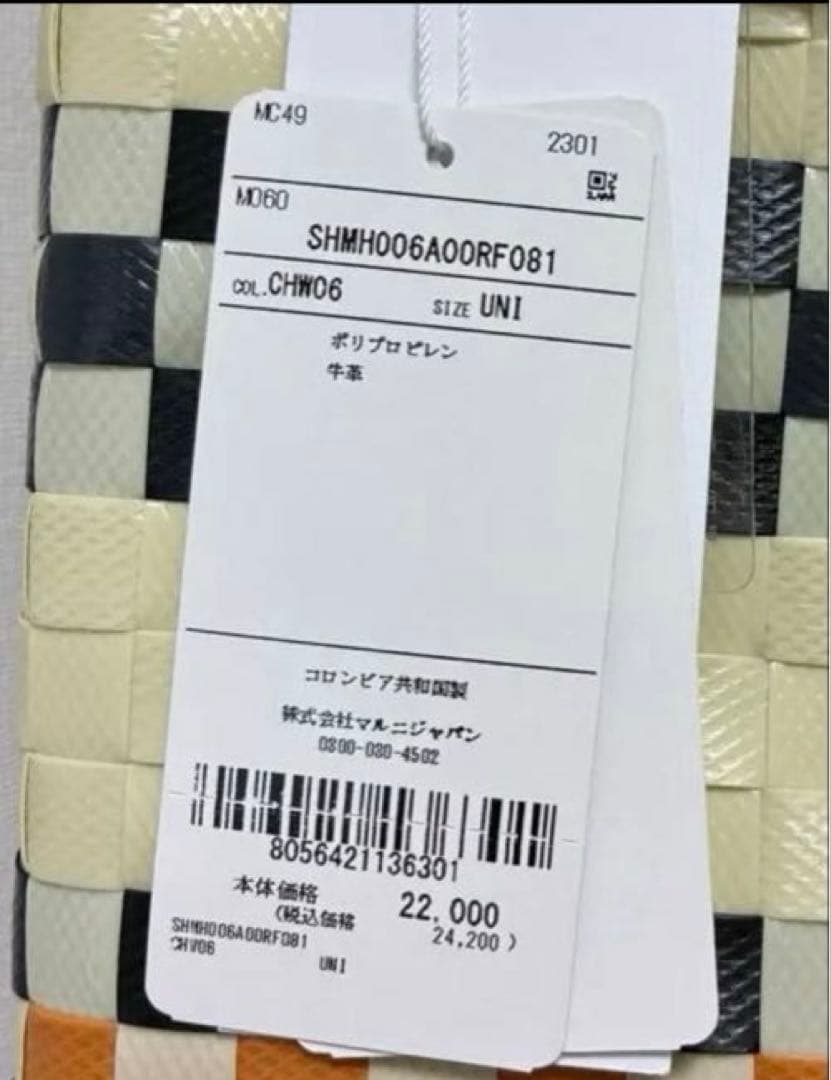 MC49
2301
M060
SHMH006A00RF081
COL.CHW06 SIZE UNI
ポリプロピレン
牛革
コロンビア共和国製
株式会社マルニジャパン
0800-080-4502
8056421136301
本体価格 22,000
(税込価格 24,200)
SHMH006A00RF081
CHW06
UNI